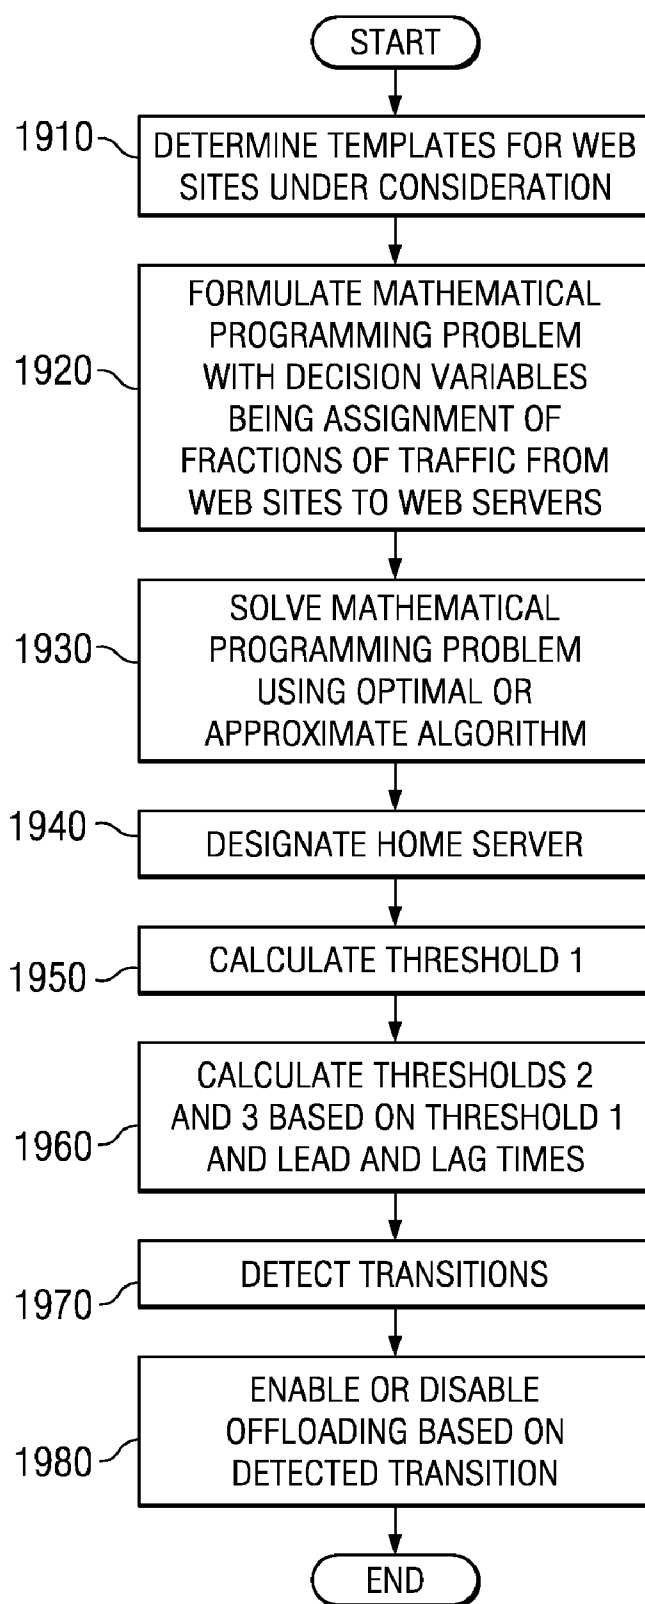 START
1910
DETERMINE TEMPLATES FOR WEB
SITES UNDER CONSIDERATION
1920
FORMULATE MATHEMATICAL
PROGRAMMING PROBLEM
WITH DECISION VARIABLES
BEING ASSIGNMENT OF
FRACTIONS OF TRAFFIC FROM
WEB SITES TO WEB SERVERS
1930
SOLVE MATHEMATICAL
PROGRAMMING PROBLEM
USING OPTIMAL OR
APPROXIMATE ALGORITHM
1940
DESIGNATE HOME SERVER
1950
CALCULATE THRESHOLD 1
1960
CALCULATE THRESHOLDS 2
AND 3 BASED ON THRESHOLD 1
AND LEAD AND LAG TIMES
1970
DETECT TRANSITIONS
1980
ENABLE OR DISABLE
OFFLOADING BASED ON
DETECTED TRANSITION
END